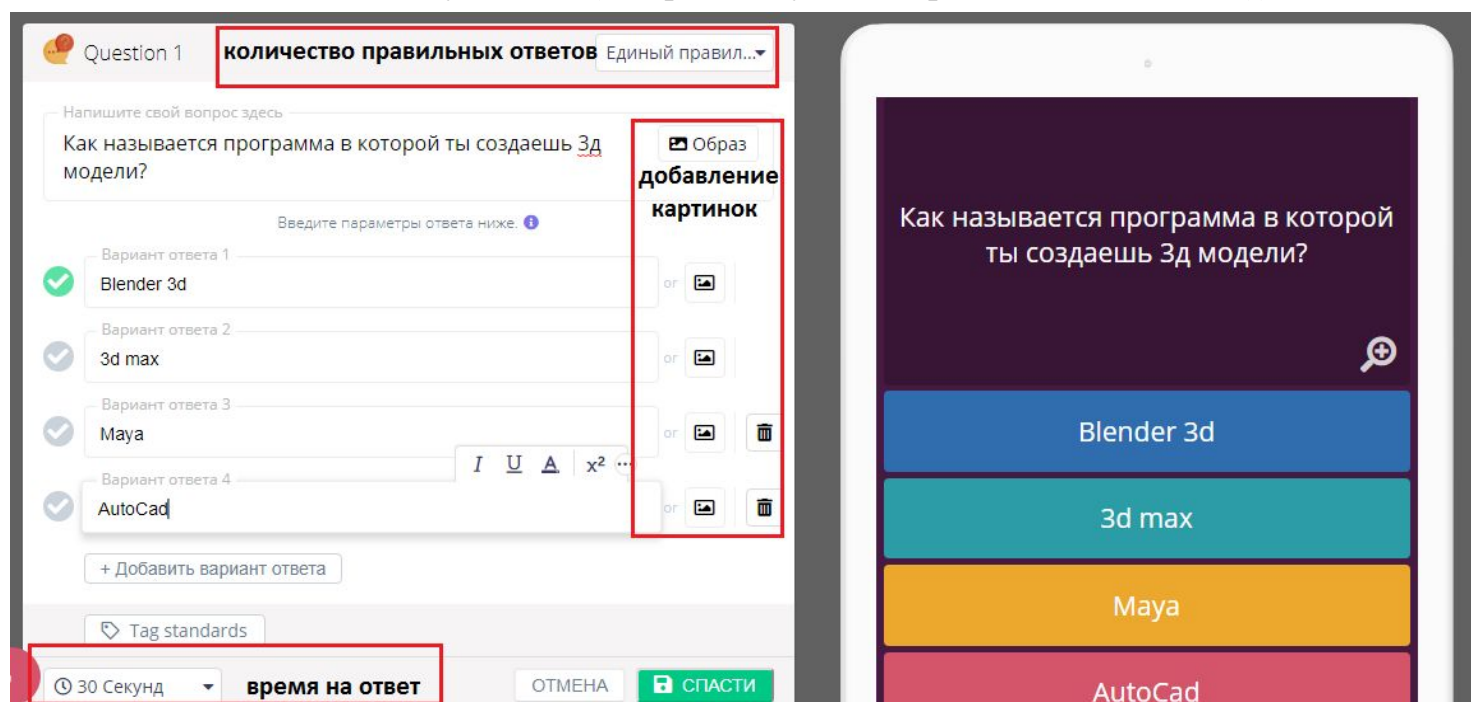 Question 1
количество правильных ответов
Единый правил...
Напишите свой вопрос здесь
Как называется программа в которой ты создаешь 3д
модели?
Образ
добавление
картинок
Введите параметры ответа ниже.
Вариант ответа 1
Blender 3d
or
Вариант ответа 2
3d max
or
Вариант ответа 3
Maya
or
I U A x² ...
Вариант ответа 4
AutoCad
or
+ Добавить вариант ответа
Tag standards
30 Секунд
время на ответ
ОТМЕНА
СПАСТИ
Как называется программа в которой
ты создаешь 3д модели?
Blender 3d
3d max
Maya
AutoCad